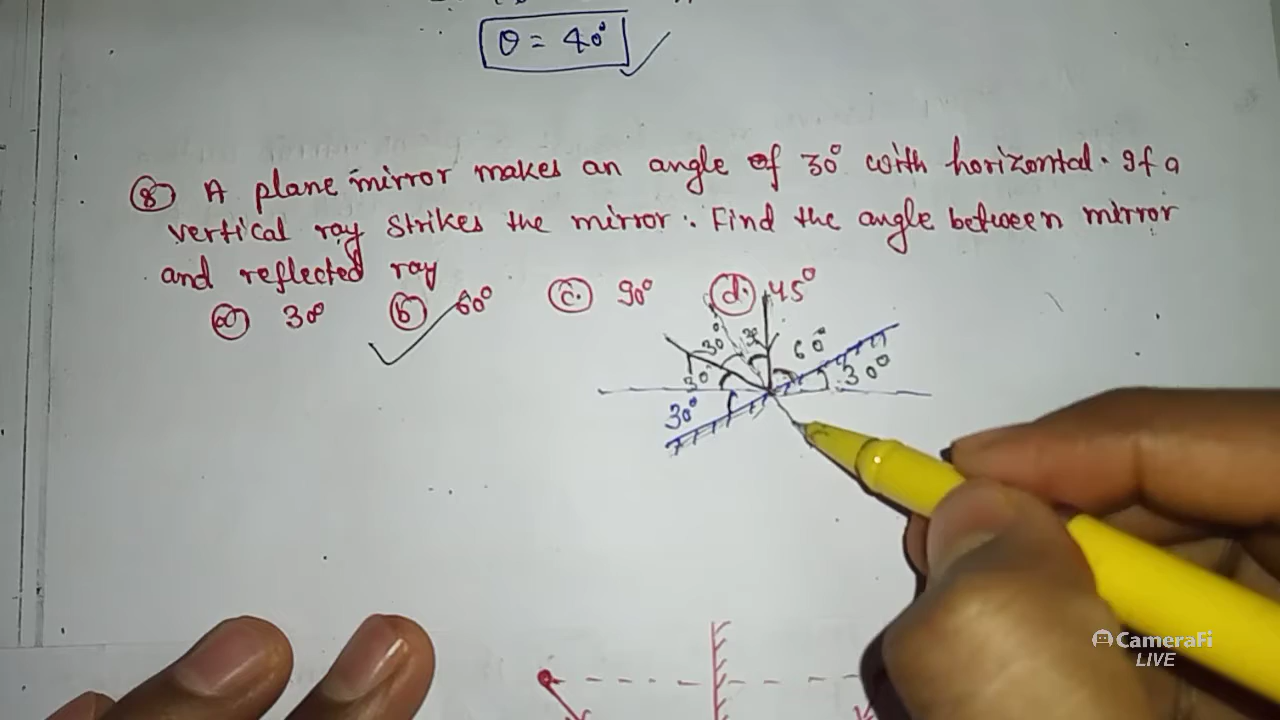 θ = 40°
⑧ A plane mirror makes an angle of 30° with horizontal. If a
vertical ray strikes the mirror. Find the angle between mirror
and reflected ray
(a) 30° (b) 60° (c.) 90° (d.) 45°
30° 30 60°
30° 30°
30°
CameraFi
LIVE